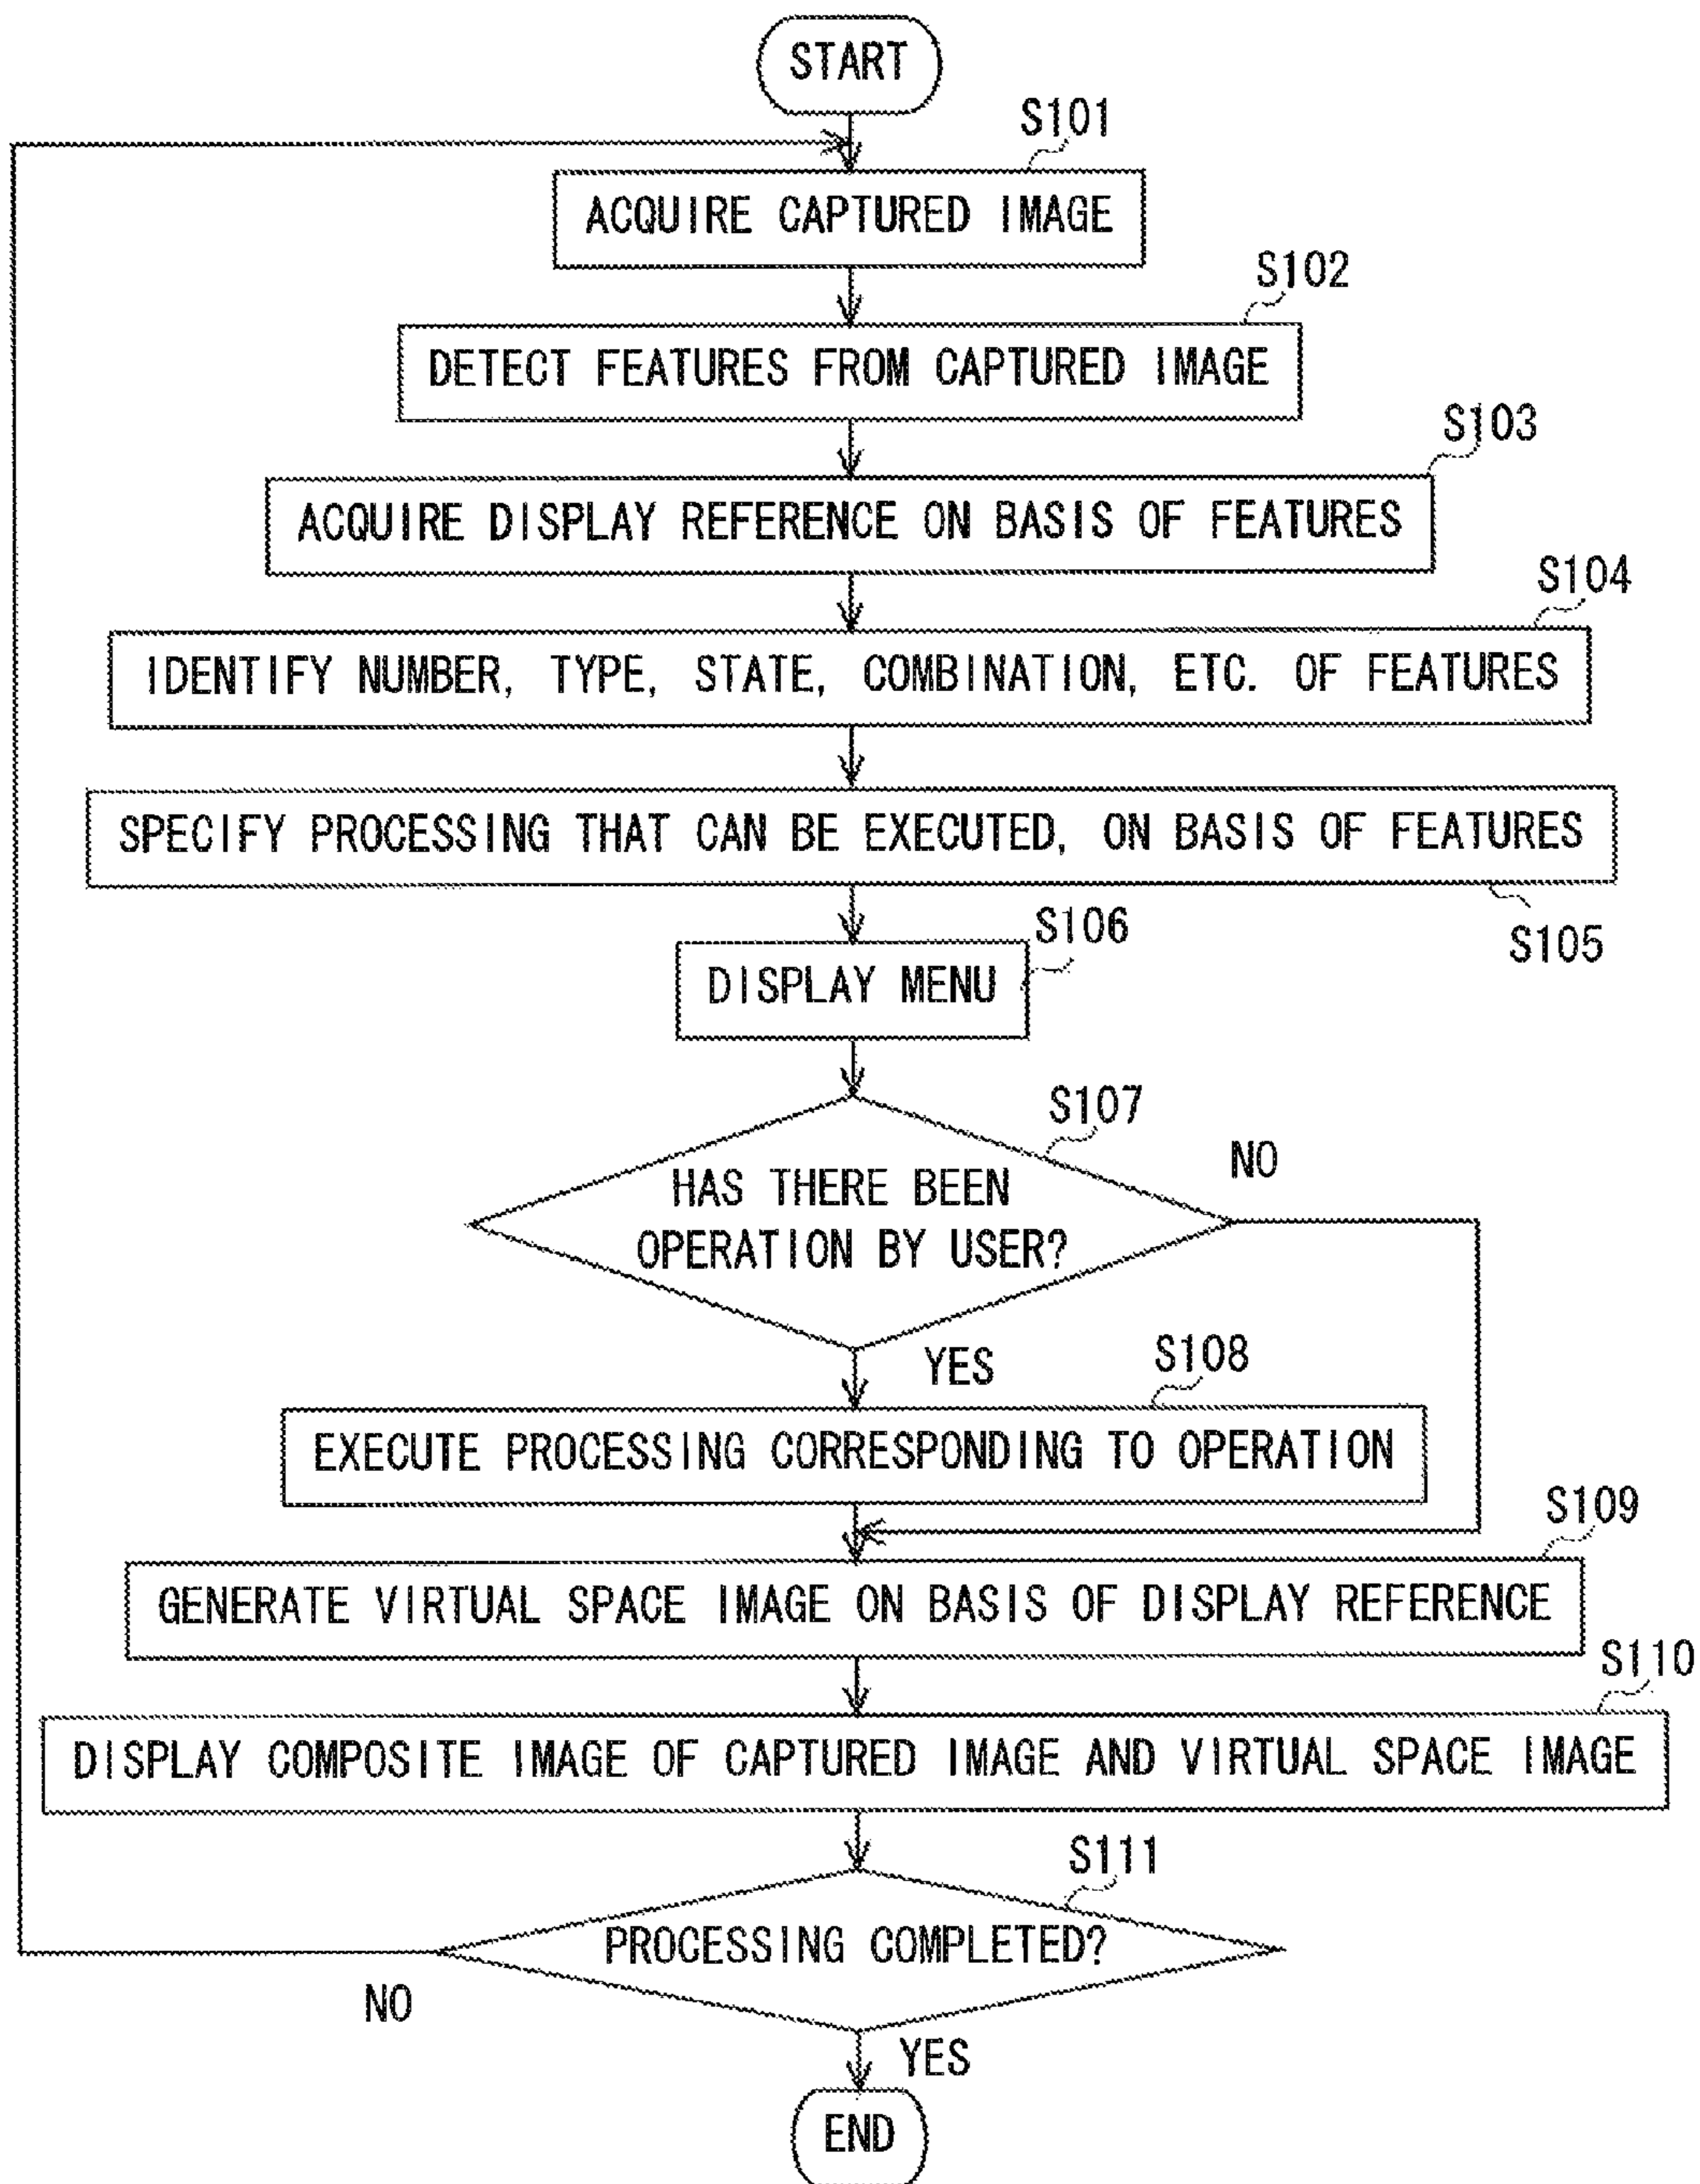 START
S101
ACQUIRE CAPTURED IMAGE
S102
DETECT FEATURES FROM CAPTURED IMAGE
S103
ACQUIRE DISPLAY REFERENCE ON BASIS OF FEATURES
S104
IDENTIFY NUMBER, TYPE, STATE, COMBINATION, ETC. OF FEATURES
SPECIFY PROCESSING THAT CAN BE EXECUTED, ON BASIS OF FEATURES
S105
S106
DISPLAY MENU
S107
NO
HAS THERE BEEN
OPERATION BY USER?
YES
S108
EXECUTE PROCESSING CORRESPONDING TO OPERATION
S109
GENERATE VIRTUAL SPACE IMAGE ON BASIS OF DISPLAY REFERENCE
S110
DISPLAY COMPOSITE IMAGE OF CAPTURED IMAGE AND VIRTUAL SPACE IMAGE
S111
PROCESSING COMPLETED?
NO
YES
END